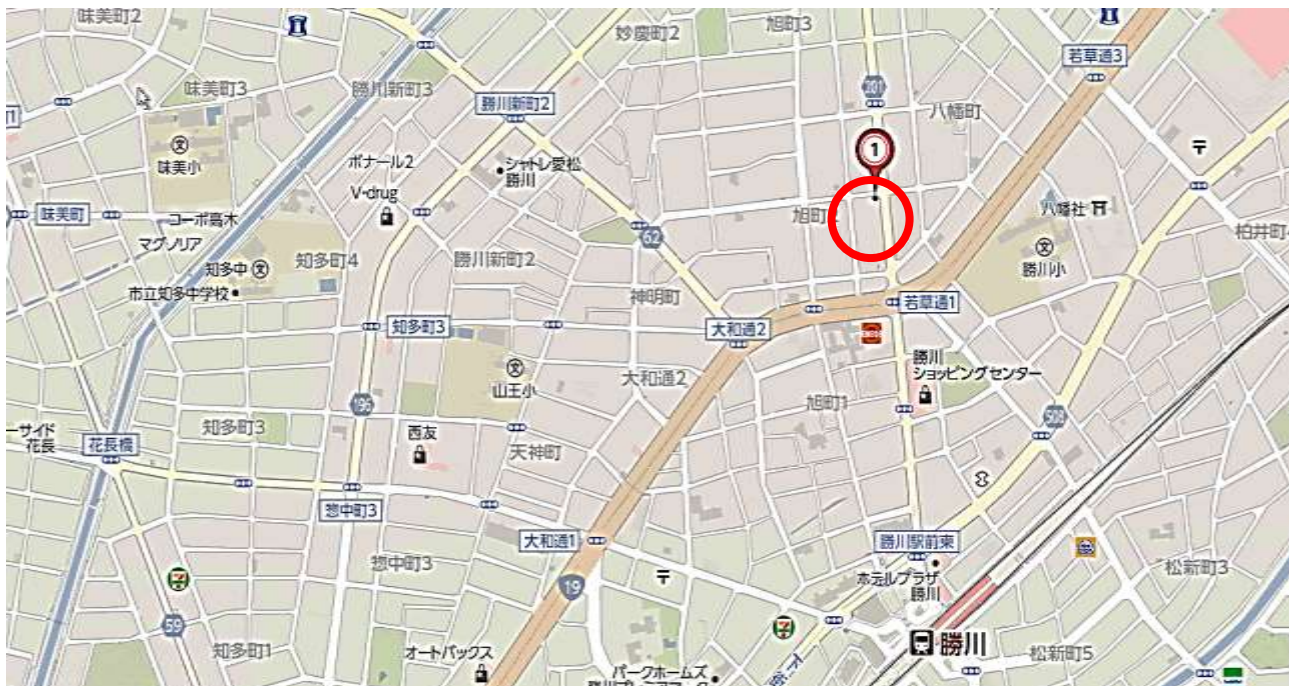 味美町2
妙慶町2
旭町3
若草通3
味美町3
勝川新町3
勝川新町2
301
八幡町
味美小
ボナール2
シャトレ愛松
勝川
1
V-drug
味美町
コーポ高木
マグノリア
62
八幡社
勝川小
知多中
知多町4
勝川新町2
市立知多中学校
神明町
若草通1
知多町3
大和通2
山王小
大和通2
勝川
ショッピングセンター
196
旭町1
508
知多町3
花長橋
西友
天神町
惣中町3
大和通1
勝川駅前東
惣中町3
19
ホテルプラザ
勝川
松新町3
59
知多町1
オートバックス
勝川
松新町5
パークホームズ